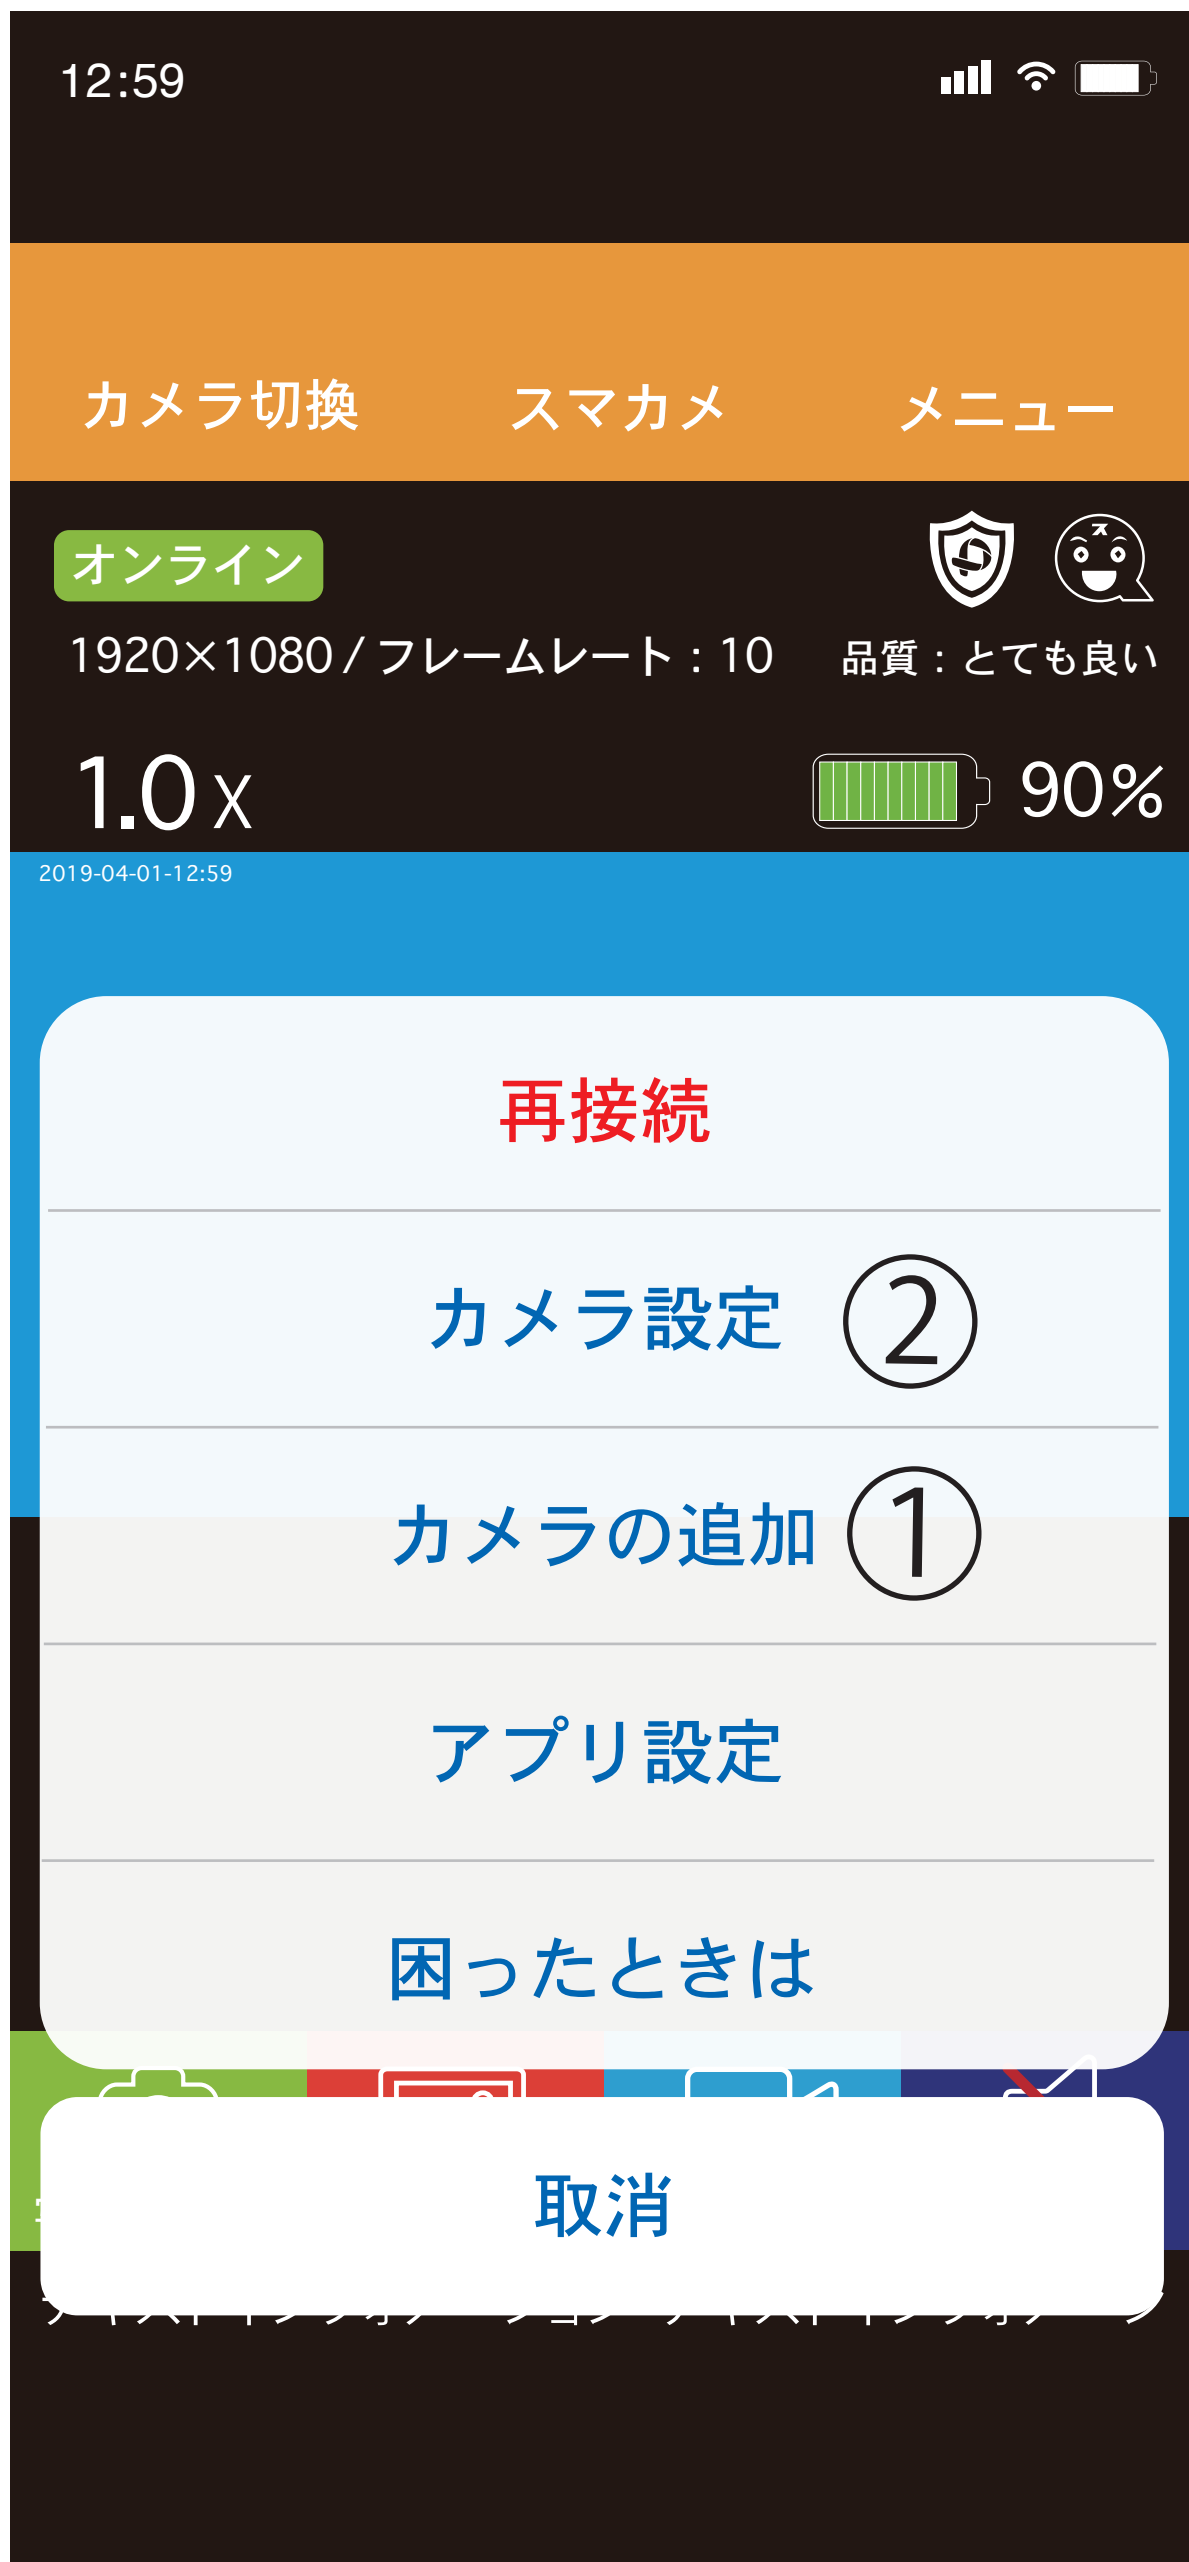 12:59
カメラ切換 スマカメ メニュー
オンライン
ス
1920×1080 / フレームレート：10 品質：とても良い
1.0 X 90%
2019-04-01-12:59
再接続
カメラ設定 ②
カメラの追加 ①
アプリ設定
困ったときは
取消